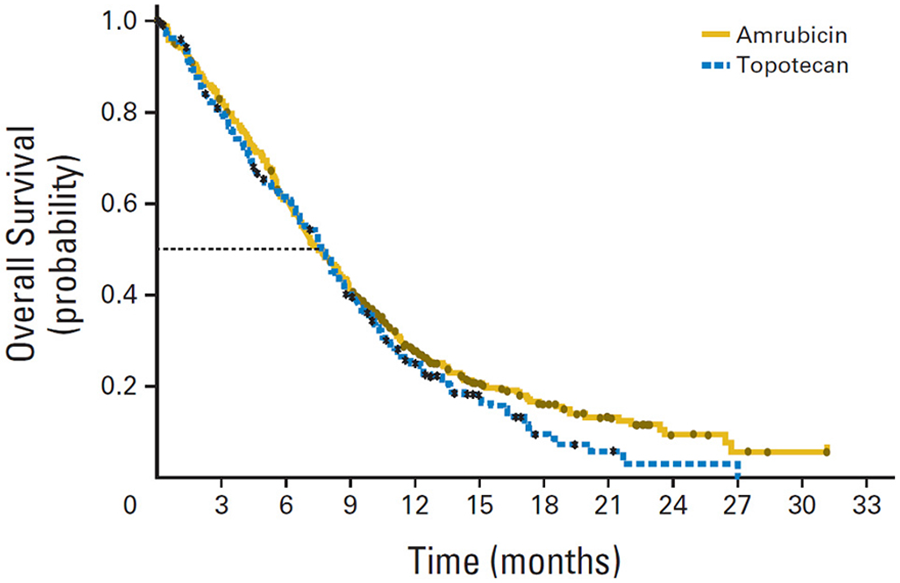 1.0
0.8
0.6
0.4
0.2
Overall Survival
(probability)
Amrubicin
Topotecan
0 3 6 9 12 15 18 21 24 27 30 33
Time (months)